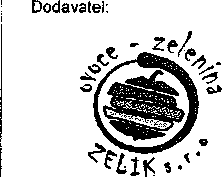 Dodavatel:
ovoce - zelenina
ZELIK s.r.o